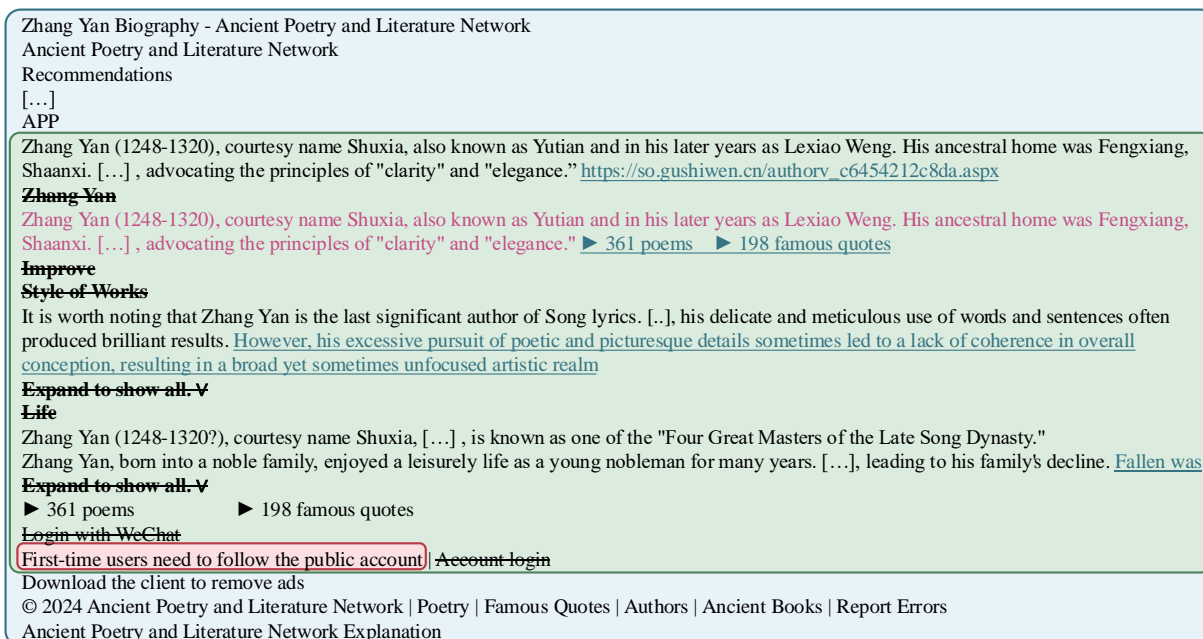 Zhang Yan Biography - Ancient Poetry and Literature Network
Ancient Poetry and Literature Network
Recommendations
[…]
APP
Zhang Yan (1248-1320), courtesy name Shuxia, also known as Yutian and in his later years as Lexiao Weng. His ancestral home was Fengxiang,
Shaanxi. […] , advocating the principles of "clarity" and "elegance.” https://so.gushiwen.cn/authorv_c6454212c8da.aspx
Zhang Yan
Zhang Yan (1248-1320), courtesy name Shuxia, also known as Yutian and in his later years as Lexiao Weng. His ancestral home was Fengxiang,
Shaanxi. […] , advocating the principles of "clarity" and "elegance." ► 361 poems ► 198 famous quotes
Improve
Style of Works
It is worth noting that Zhang Yan is the last significant author of Song lyrics. [..], his delicate and meticulous use of words and sentences often
produced brilliant results. However, his excessive pursuit of poetic and picturesque details sometimes led to a lack of coherence in overall
conception, resulting in a broad yet sometimes unfocused artistic realm
Expand to show all. ∨
Life
Zhang Yan (1248-1320?), courtesy name Shuxia, […] , is known as one of the "Four Great Masters of the Late Song Dynasty."
Zhang Yan, born into a noble family, enjoyed a leisurely life as a young nobleman for many years. […], leading to his family's decline. Fallen was
Expand to show all. ∨
► 361 poems ► 198 famous quotes
Login with WeChat
First-time users need to follow the public account | Account login
Download the client to remove ads
© 2024 Ancient Poetry and Literature Network | Poetry | Famous Quotes | Authors | Ancient Books | Report Errors
Ancient Poetry and Literature Network Explanation